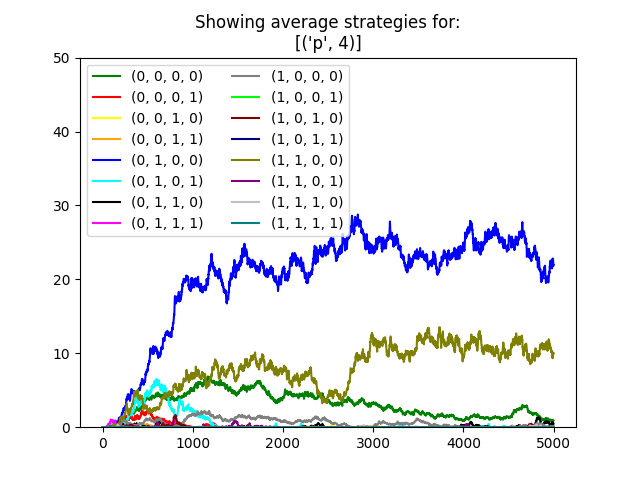 Showing average strategies for:
[('p', 4)]
50
40
30
20
10
0
(0, 0, 0, 0)
(0, 0, 0, 1)
(0, 0, 1, 0)
(0, 0, 1, 1)
(0, 1, 0, 0)
(0, 1, 0, 1)
(0, 1, 1, 0)
(0, 1, 1, 1)
(1, 0, 0, 0)
(1, 0, 0, 1)
(1, 0, 1, 0)
(1, 0, 1, 1)
(1, 1, 0, 0)
(1, 1, 0, 1)
(1, 1, 1, 0)
(1, 1, 1, 1)
0 1000 2000 3000 4000 5000